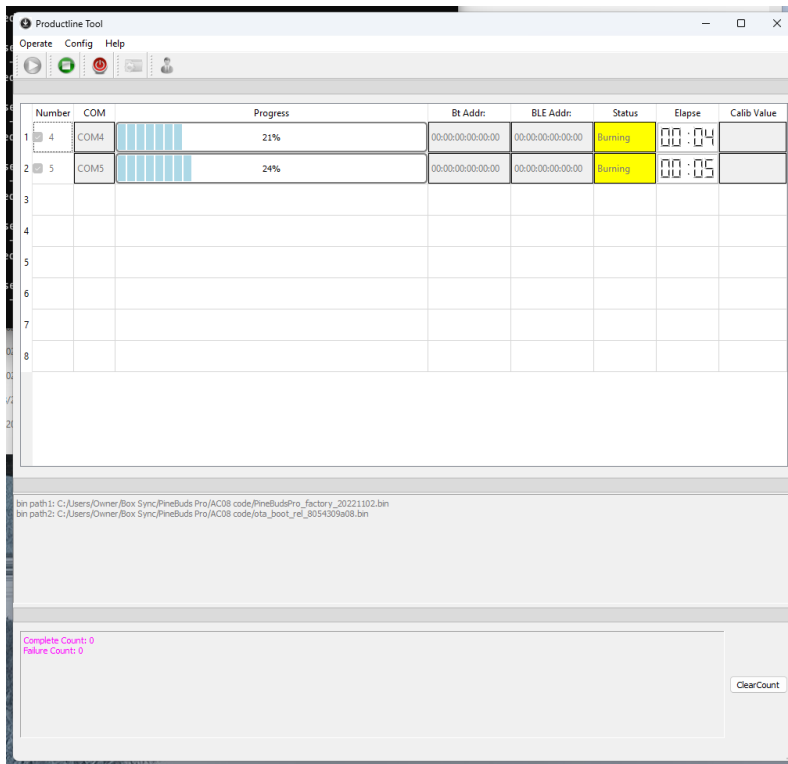 Productline Tool
Operate Config Help
Number COM Progress Bt Addr: BLE Addr: Status Elapse Calib Value
1 4 COM4 21% 00:00:00:00:00:00 00:00:00:00:00:00 Burning 00:04
2 5 COM5 24% 00:00:00:00:00:00 00:00:00:00:00:00 Burning 00:05
3
4
5
6
7
8
bin path1: C:/Users/Owner/Box Sync/PineBuds Pro/AC08 code/PineBudsPro_factory_20221102.bin
bin path2: C:/Users/Owner/Box Sync/PineBuds Pro/AC08 code/ota_boot_rel_8054309a08.bin
Complete Count: 0
Failure Count: 0
ClearCount